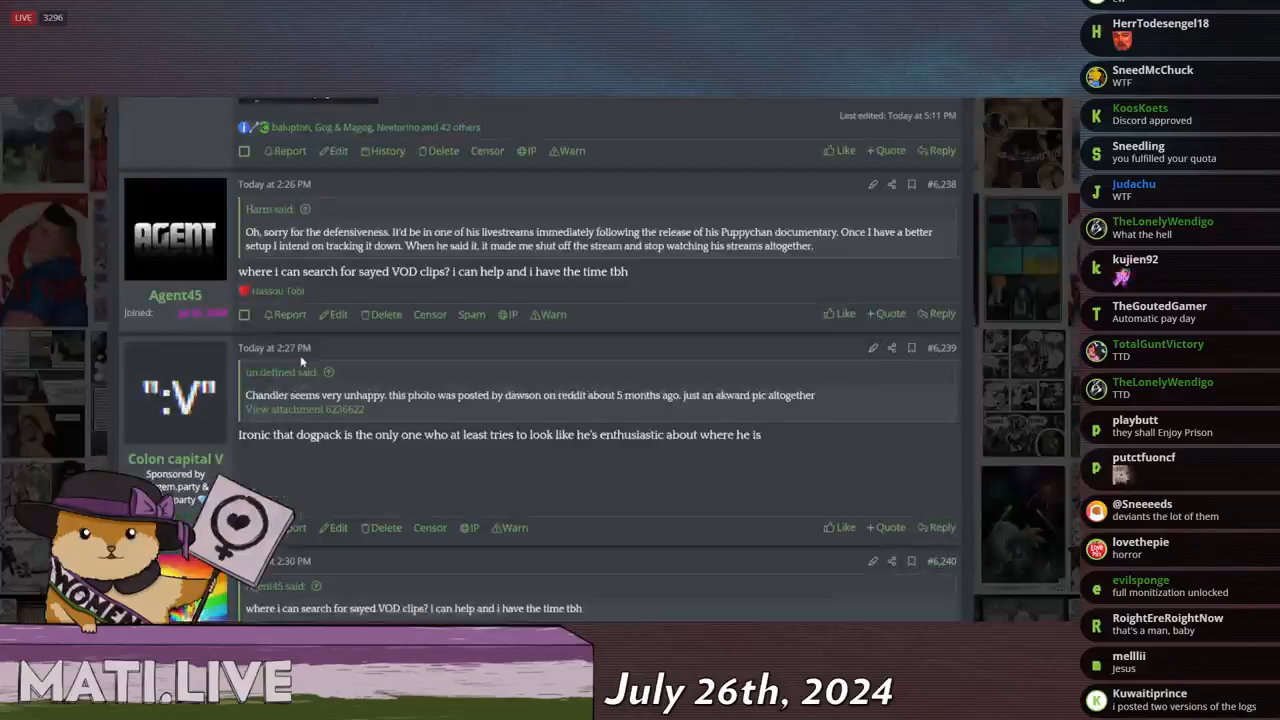 LIVE 3296
balupton, Gog & Magog, Neetorino and 42 others
Last edited: Today at 5:11 PM
Report Edit History Delete Censor IP Warn
Like + Quote Reply
AGENT
Agent45
Joined:
Today at 2:26 PM
#6,238
Harm said:
Oh, sorry for the defensiveness. It'd be in one of his livestreams immediately following the release of his Puppychan documentary. Once I have a better
setup I intend on tracking it down. When he said it, it made me shut off the stream and stop watching his streams altogether.
where i can search for sayed VOD clips? i can help and i have the time tbh
Hassou Tobi
Report Edit Delete Censor Spam IP Warn
Like + Quote Reply
":V"
Colon capital V
Sponsored by
gem.party &
party
Today at 2:27 PM
#6,239
un.defined said:
Chandler seems very unhappy. this photo was posted by dawson on reddit about 5 months ago. just an akward pic altogether
View attachment 6236622
Ironic that dogpack is the only one who at least tries to look like he's enthusiastic about where he is
ort Edit Delete Censor IP Warn
Like + Quote Reply
at 2:30 PM
#6,240
Agent45 said:
where i can search for sayed VOD clips? i can help and i have the time tbh
WOMEN
MATI.LIVE
July 26th, 2024
HerrTodesengel18
SneedMcChuck
WTF
KoosKoets
Discord approved
Sneedling
you fulfilled your quota
Judachu
WTF
TheLonelyWendigo
What the hell
kujien92
TheGoutedGamer
Automatic pay day
TotalGuntVictory
TTD
TheLonelyWendigo
TTD
playbutt
they shall Enjoy Prison
putctfuoncf
@Sneeeeds
deviants the lot of them
lovethepie
horror
evilsponge
full monitization unlocked
RoightEreRoightNow
that's a man, baby
melllii
Jesus
Kuwaitiprince
i posted two versions of the logs